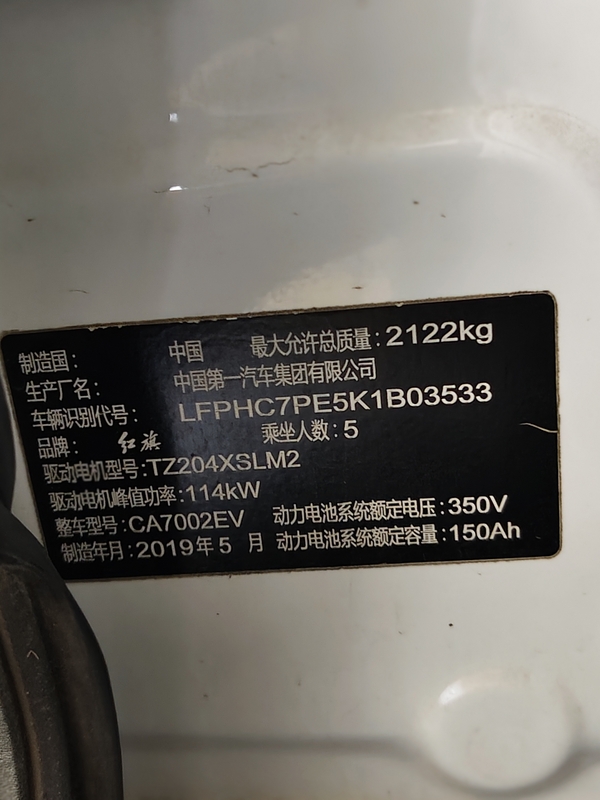 制造国： 中国 最大允许总质量：2122kg
生产厂名： 中国第一汽车集团有限公司
车辆识别代号： LFPHC7PE5K1B03533
品牌： 红旗 乘坐人数：5
驱动电机型号：TZ204XSLM2
驱动电机峰值功率：114kW
整车型号：CA7002EV 动力电池系统额定电压：350V
制造年月：2019年5月 动力电池系统额定容量：150Ah